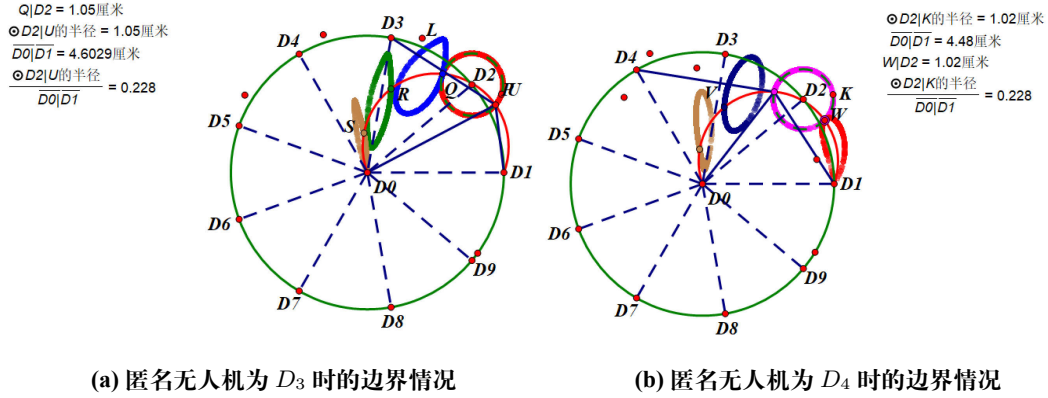 Q|D2 = 1.05厘米
⊙D2|U的半径 = 1.05厘米
D0|D1 = 4.6029厘米
⊙D2|U的半径
D0|D1
= 0.228
D3
L
D4
D2
Q
U
R
S
D5
D0
D1
D6
D9
D7
D8
⊙D2|K的半径 = 1.02厘米
D0|D1 = 4.48厘米
W|D2 = 1.02厘米
⊙D2|K的半径
D0|D1
= 0.228
D3
D4
D2
K
V
W
D5
D0
D1
D6
D9
D7
D8
(a) 匿名无人机为 D3 时的边界情况
(b) 匿名无人机为 D4 时的边界情况